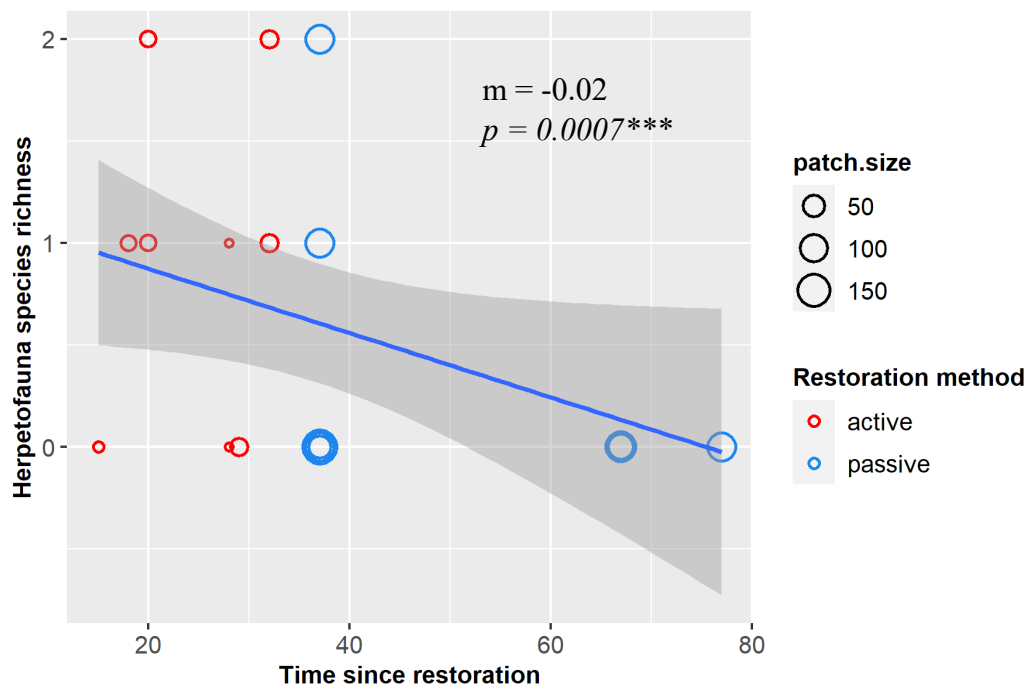 2
1
0
20
40
60
80
Herpetofauna species richness
Time since restoration
m = -0.02
p = 0.0007***
patch.size
50
100
150
Restoration method
active
passive